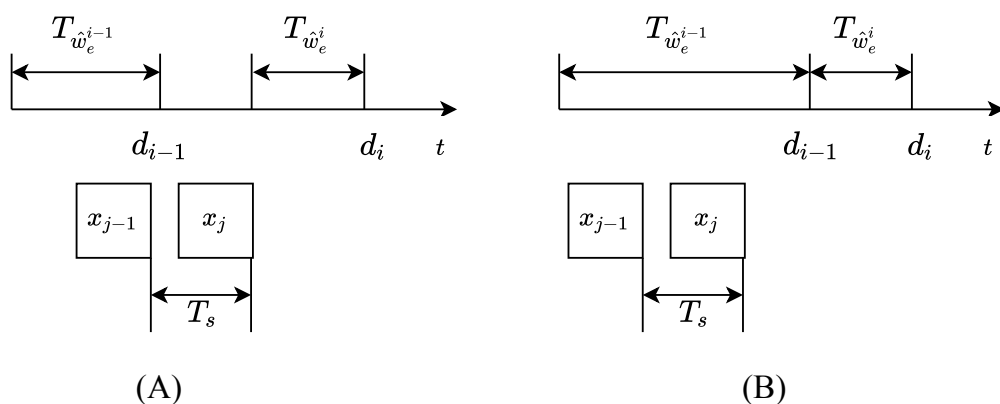 $T_{\hat{w}_e^{i-1}}$ $T_{\hat{w}_e^{i}}$ $T_{\hat{w}_e^{i-1}}$ $T_{\hat{w}_e^{i}}$
$d_{i-1}$ $d_i$ $t$ $d_{i-1}$ $d_i$ $t$
$x_{j-1}$ $x_j$ $x_{j-1}$ $x_j$
$T_s$ $T_s$
(A) (B)